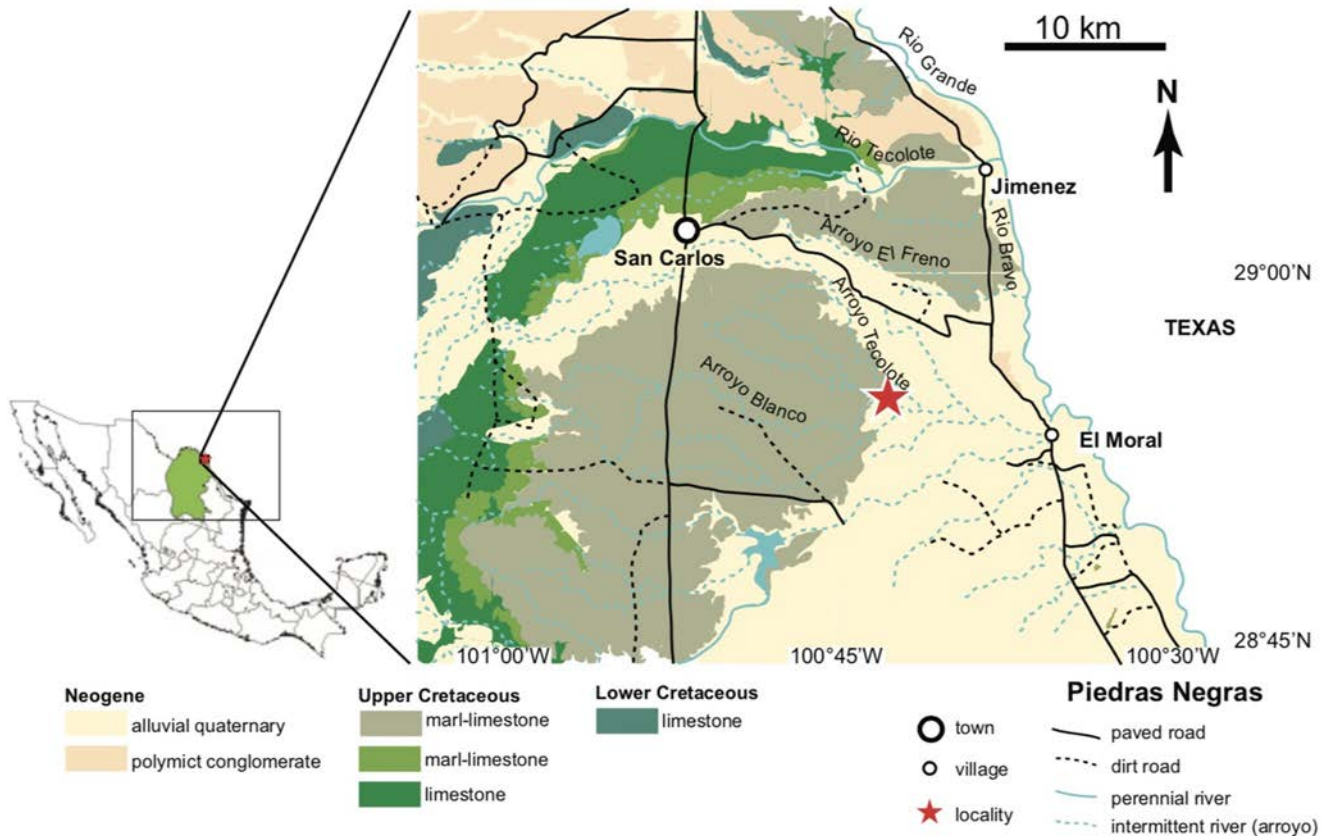 10 km
N
Rio Grande
Rio Tecolote
Jimenez
Rio Bravo
San Carlos
Arroyo El Freno
29°00'N
TEXAS
Arroyo Tecolote
Arroyo Blanco
El Moral
28°45'N
101°00'W
100°45'W
100°30'W
Neogene
alluvial quaternary
polymict conglomerate
Upper Cretaceous
marl-limestone
marl-limestone
limestone
Lower Cretaceous
limestone
town
village
locality
Piedras Negras
paved road
dirt road
perennial river
intermittent river (arroyo)